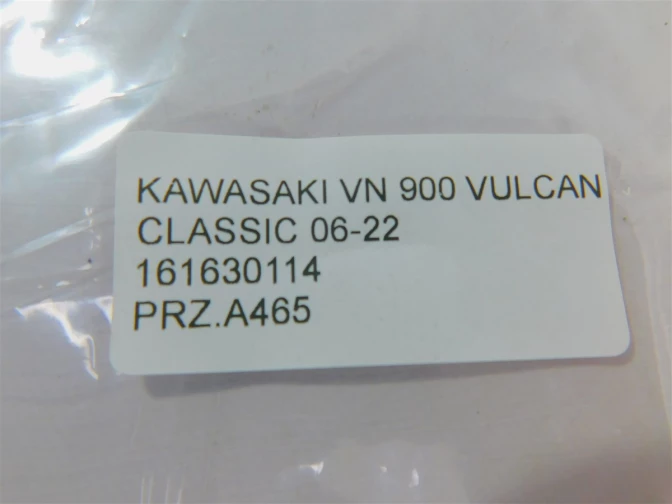 KAWASAKI VN 900 VULCAN
CLASSIC 06-22
161630114
PRZ.A465